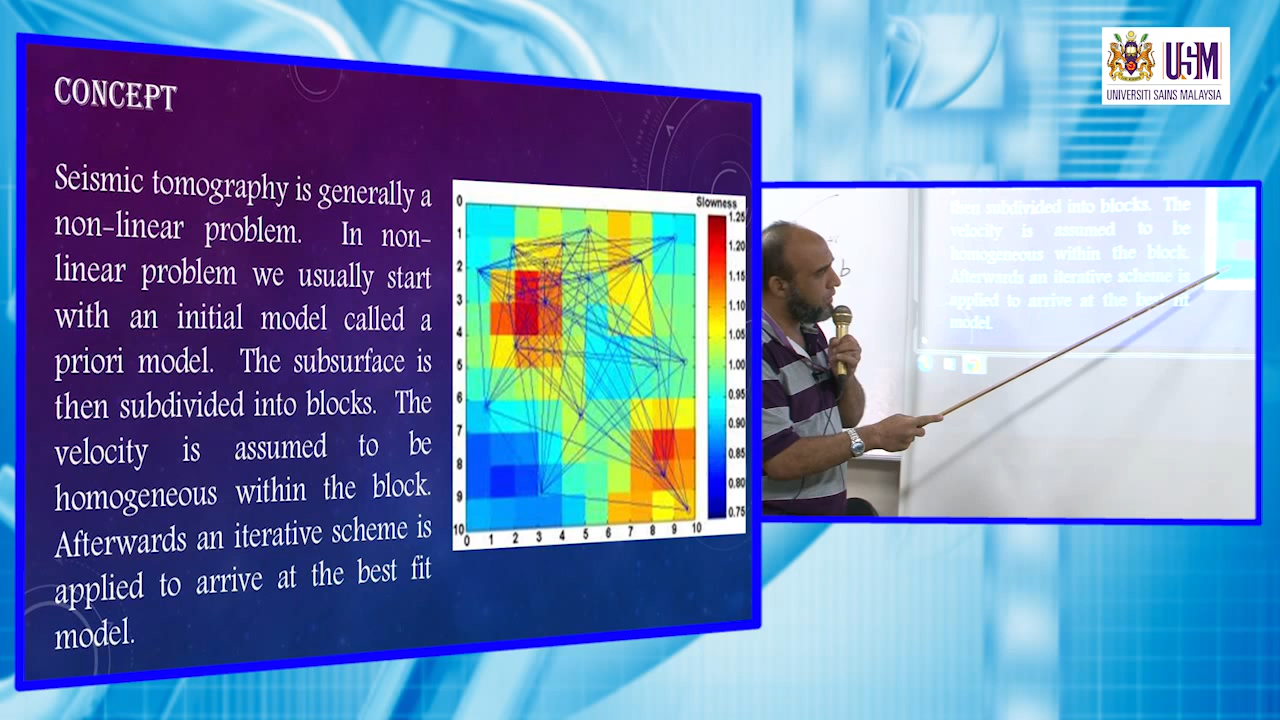 CONCEPT
Seismic tomography is generally a
non-linear problem. In non-
linear problem we usually start
with an initial model called a
priori model. The subsurface is
then subdivided into blocks. The
velocity is assumed to be
homogeneous within the block.
Afterwards an iterative scheme is
applied to arrive at the best fit
model.
Slowness
0
1
2
3
4
5
6
7
8
9
10
0 1 2 3 4 5 6 7 8 9 10
1.25
1.20
1.15
1.10
1.05
1.00
0.95
0.90
0.85
0.80
0.75
USM
UNIVERSITI SAINS MALAYSIA
then subdivided into blocks. The
velocity is assumed to be
homogeneous within the block.
Afterwards an iterative scheme is
applied to arrive at the best fit
model.
b